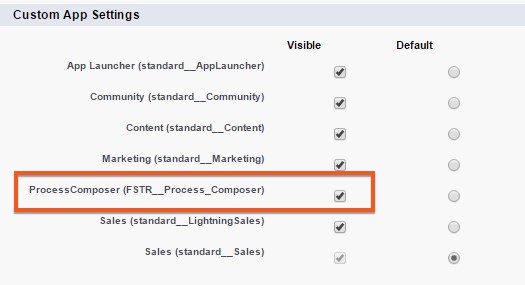 Custom App Settings
Visible Default
App Launcher (standard__AppLauncher)
Community (standard__Community)
Content (standard__Content)
Marketing (standard__Marketing)
ProcessComposer (FSTR__Process_Composer)
Sales (standard__LightningSales)
Sales (standard__Sales)